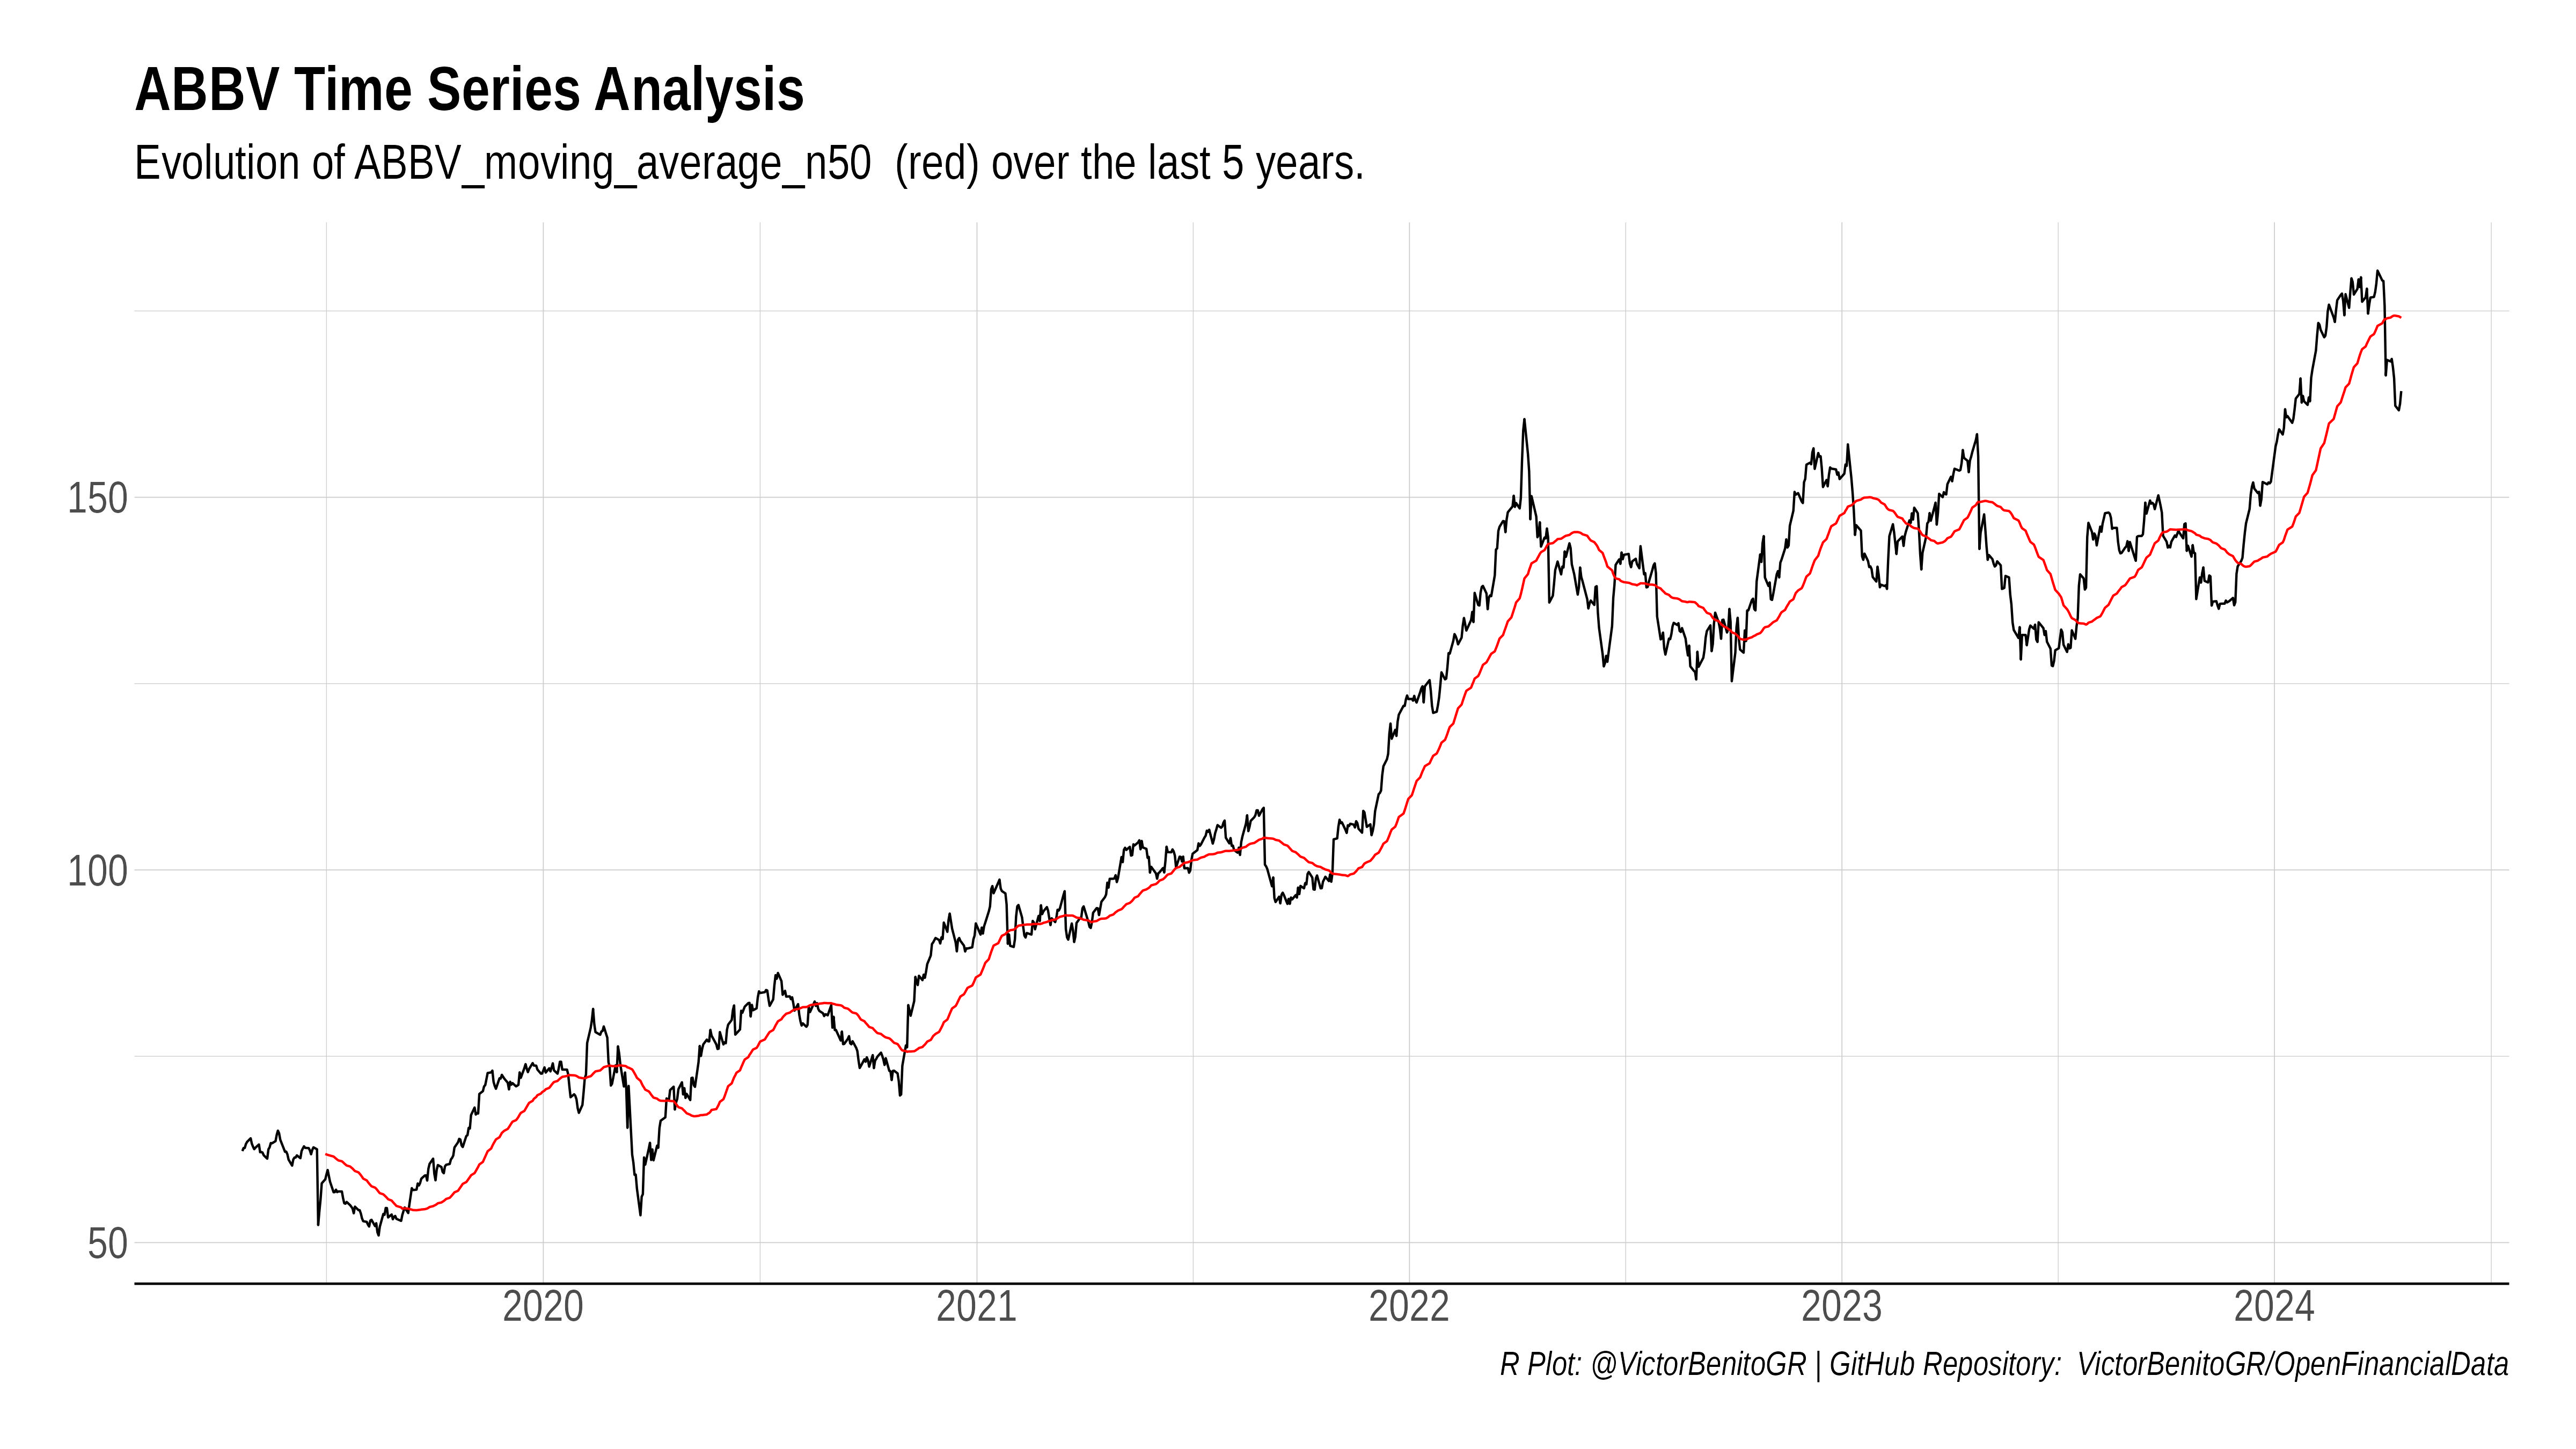 ABBV Time Series Analysis
Evolution of ABBV_moving_average_n50  (red) over the last 5 years.
150
100
50
2020 2021 2022 2023 2024
R Plot: @VictorBenitoGR | GitHub Repository:  VictorBenitoGR/OpenFinancialData